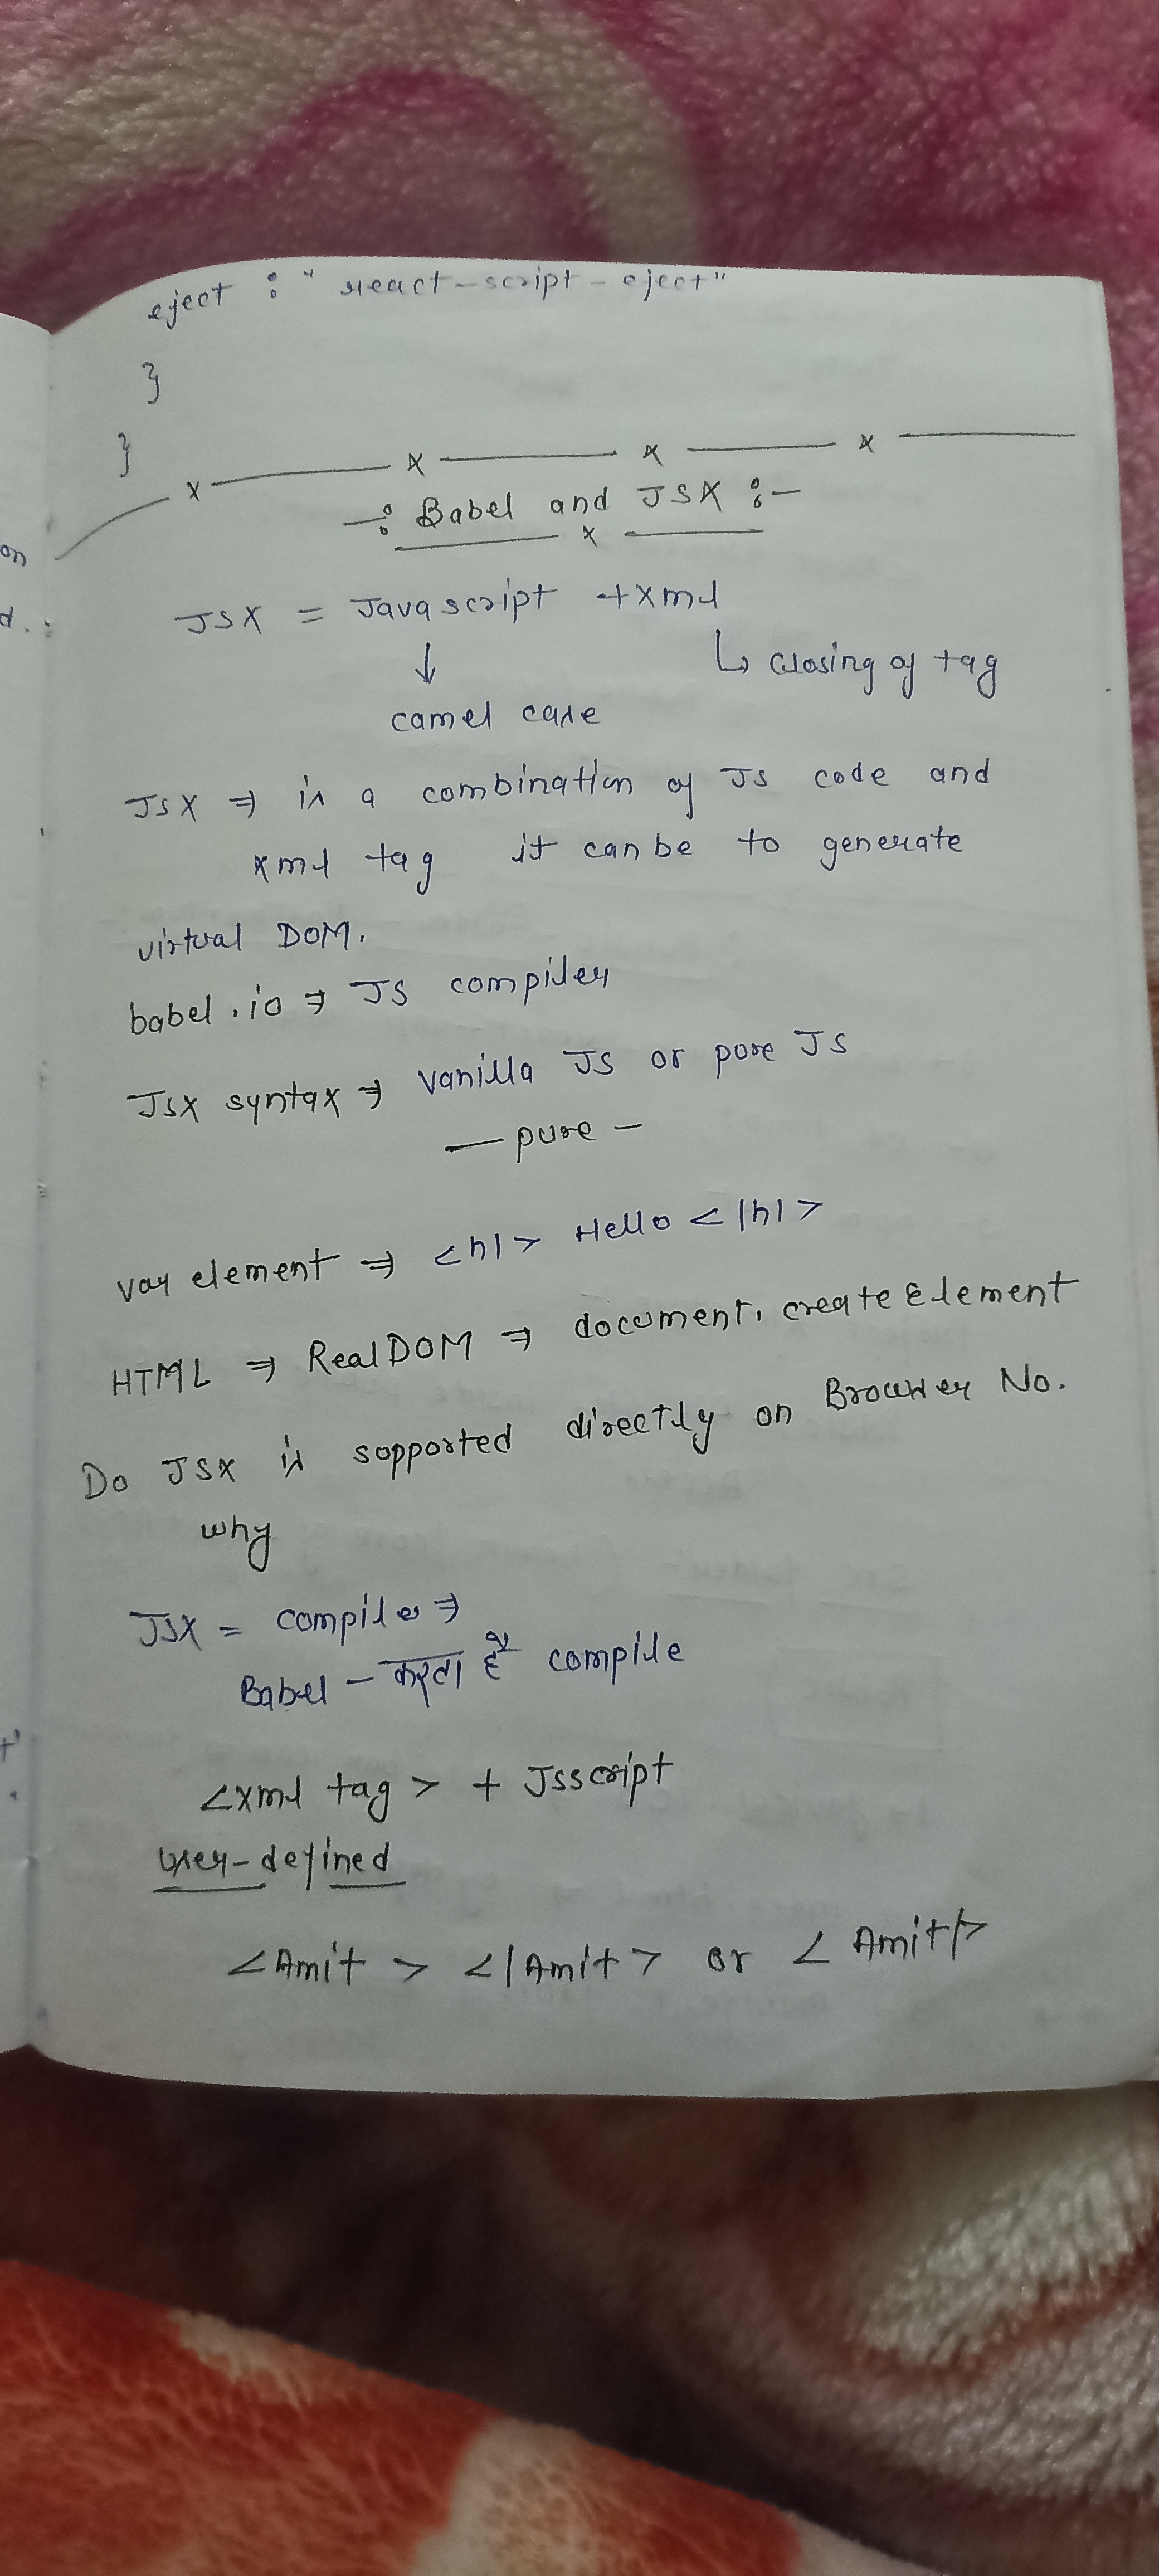 eject : "react-script-eject"
}
}
-: Babel and JSX :-
JSX = Javascript + xml
↓ ↳ closing of tag
camel case
JSX ⇒ is a combination of JS code and
xml tag it can be to generate
virtual DOM.
babel.io ⇒ JS compiler
JSX syntax ⇒ vanilla JS or pure JS
— pure —
var element ⇒ <h1> Hello </h1>
HTML ⇒ Real DOM ⇒ document.createElement
Do JSX is supported directly on Browser No.
why
JSX = compile ⇒
Babel - करता है compile
<xml tag> + Jsscript
User-defined
<Amit> </Amit> or <Amit/>